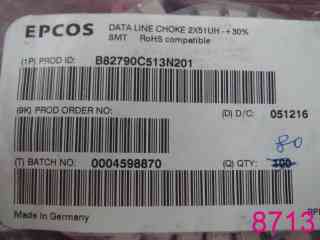 EPCOS DATA LINE CHOKE 2X51UH -+30%
SMT RoHS compatible
(1P) PROD ID: B82790C513N201
(9K) PROD ORDER NO: (D) D/C: 051216
80
(T) BATCH NO: 0004598870 (Q) QTY: 100
Made in Germany
8713